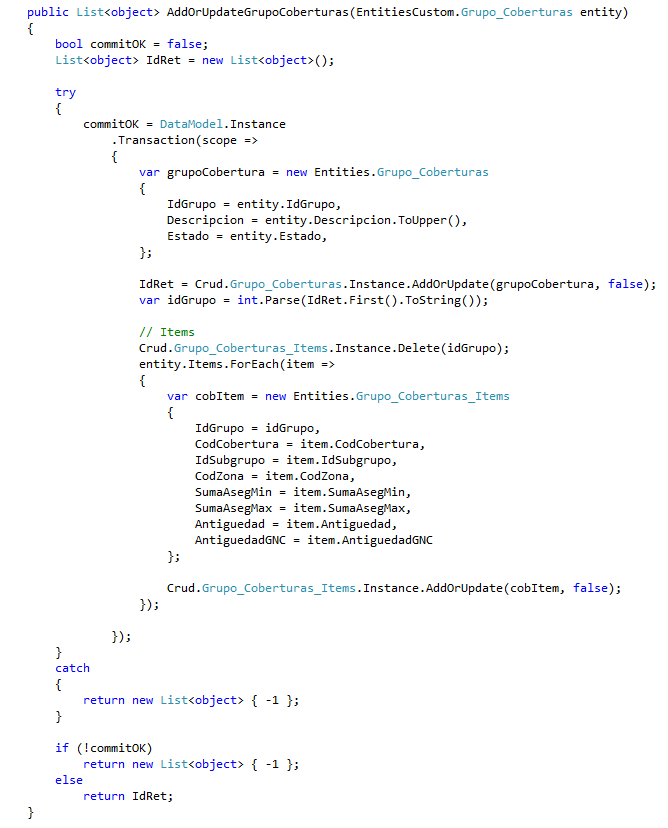 public List<object> AddOrUpdateGrupoCoberturas(EntitiesCustom.Grupo_Coberturas entity)
{
    bool commitOK = false;
    List<object> IdRet = new List<object>();

    try
    {
        commitOK = DataModel.Instance
            .Transaction(scope =>
            {
                var grupoCobertura = new Entities.Grupo_Coberturas
                {
                    IdGrupo = entity.IdGrupo,
                    Descripcion = entity.Descripcion.ToUpper(),
                    Estado = entity.Estado,
                };

                IdRet = Crud.Grupo_Coberturas.Instance.AddOrUpdate(grupoCobertura, false);
                var idGrupo = int.Parse(IdRet.First().ToString());

                // Items
                Crud.Grupo_Coberturas_Items.Instance.Delete(idGrupo);
                entity.Items.ForEach(item =>
                {
                    var cobItem = new Entities.Grupo_Coberturas_Items
                    {
                        IdGrupo = idGrupo,
                        CodCobertura = item.CodCobertura,
                        IdSubgrupo = item.IdSubgrupo,
                        CodZona = item.CodZona,
                        SumaAsegMin = item.SumaAsegMin,
                        SumaAsegMax = item.SumaAsegMax,
                        Antiguedad = item.Antiguedad,
                        AntiguedadGNC = item.AntiguedadGNC
                    };

                    Crud.Grupo_Coberturas_Items.Instance.AddOrUpdate(cobItem, false);
                });

            });
    }
    catch
    {
        return new List<object> { -1 };
    }

    if (!commitOK)
        return new List<object> { -1 };
    else
        return IdRet;
}